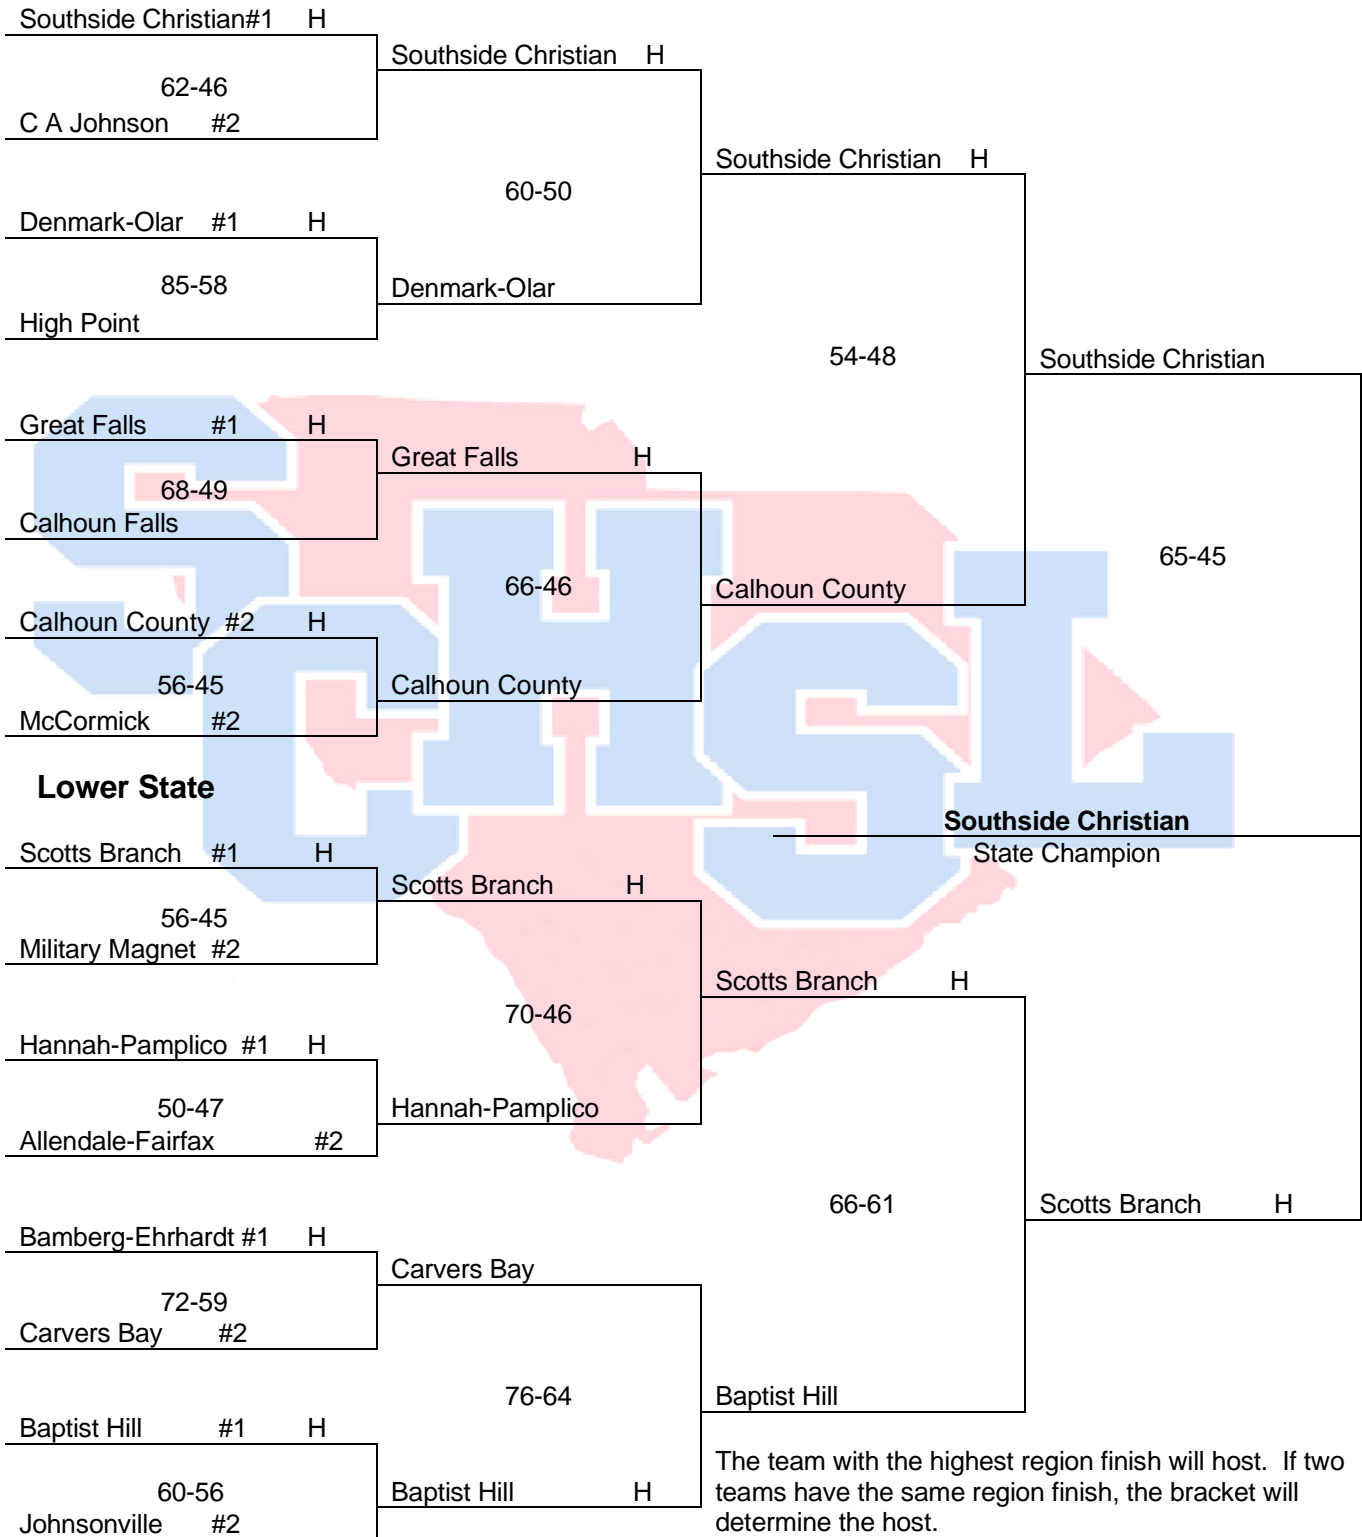 Southside Christian#1 H
Southside Christian H
62-46
C A Johnson #2
Southside Christian H
60-50
Denmark-Olar #1 H
85-58
Denmark-Olar
High Point
54-48
Southside Christian
Great Falls #1 H
Great Falls H
68-49
Calhoun Falls
65-45
66-46
Calhoun County
Calhoun County #2 H
56-45
Calhoun County
McCormick #2
Lower State
Southside Christian
State Champion
Scotts Branch #1 H
Scotts Branch H
56-45
Military Magnet #2
Scotts Branch H
70-46
Hannah-Pamplico #1 H
50-47
Hannah-Pamplico
Allendale-Fairfax #2
66-61
Scotts Branch H
Bamberg-Ehrhardt #1 H
Carvers Bay
72-59
Carvers Bay #2
76-64
Baptist Hill
Baptist Hill #1 H
60-56
Baptist Hill H
Johnsonville #2
The team with the highest region finish will host. If two
teams have the same region finish, the bracket will
determine the host.
SCHSL